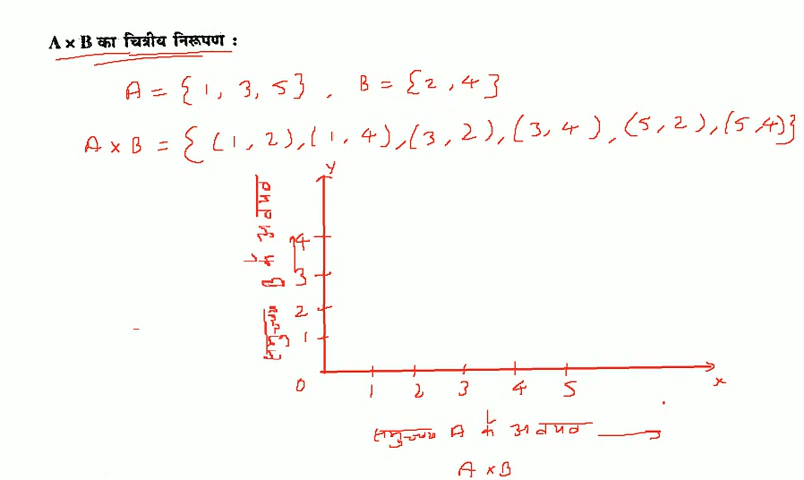 A × B का चित्रीय निरूपण :
A = {1, 3, 5}, B = {2, 4}
A × B = {(1, 2), (1, 4), (3, 2), (3, 4), (5, 2), (5, 4)}
y
समुच्चय B के अवयव
4
3
2
1
0 1 2 3 4 5 x
समुच्चय A के अवयव
A × B